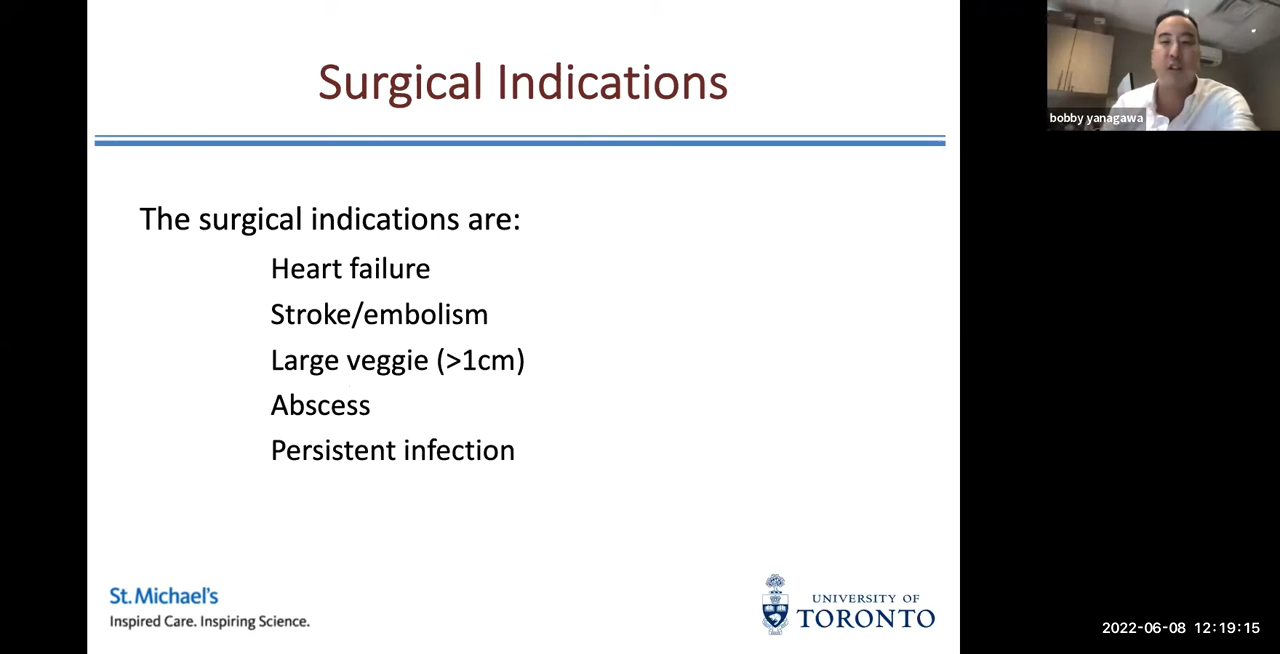 Surgical Indications
bobby yanagawa
The surgical indications are:
Heart failure
Stroke/embolism
Large veggie (>1cm)
Abscess
Persistent infection
St. Michael's
Inspired Care. Inspiring Science.
UNIVERSITY OF
TORONTO
2022-06-08 12:19:15